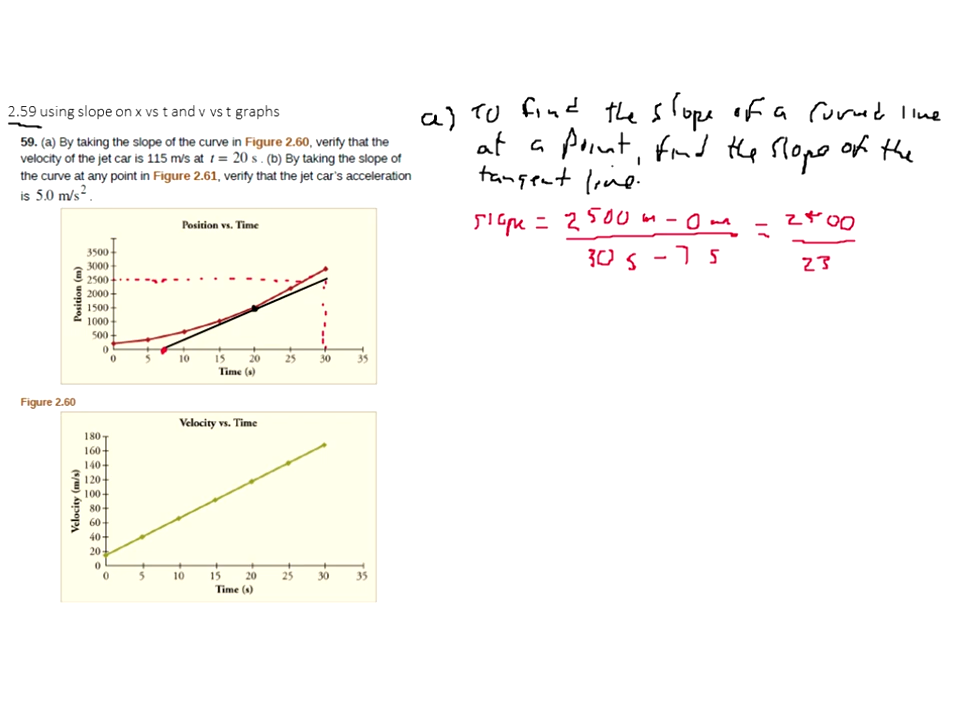 2.59 using slope on x vs t and v vs t graphs
59. (a) By taking the slope of the curve in Figure 2.60, verify that the
velocity of the jet car is 115 m/s at t = 20 s. (b) By taking the slope of
the curve at any point in Figure 2.61, verify that the jet car's acceleration
is 5.0 m/s².
Position vs. Time
Position (m)
3500
3000
2500
2000
1500
1000
500
0
0 5 10 15 20 25 30 35
Time (s)
Figure 2.60
Velocity vs. Time
Velocity (m/s)
180
160
140
120
100
80
60
40
20
0
0 5 10 15 20 25 30 35
Time (s)
a) To find the slope of a curved line
at a point, find the slope of the
tangent line.
slope = 2500 m - 0 m / 30 s - 7 s = 2500 / 23